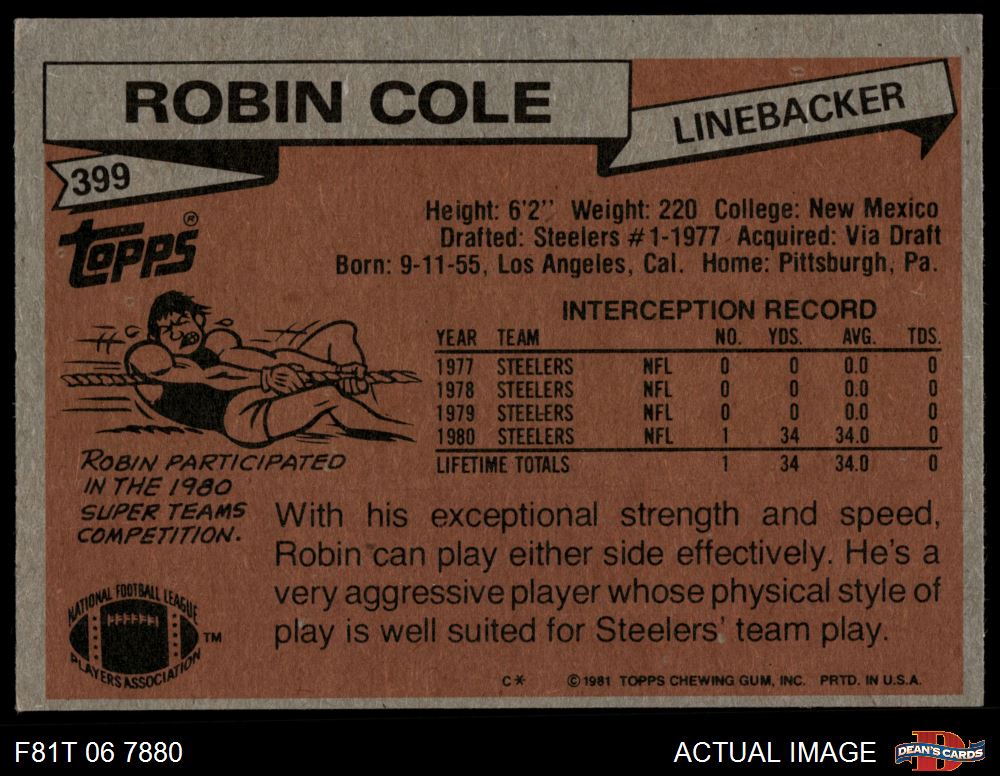 ROBIN COLE
LINEBACKER
399
TOPPS®
Height: 6'2'' Weight: 220 College: New Mexico
Drafted: Steelers #1-1977 Acquired: Via Draft
Born: 9-11-55, Los Angeles, Cal. Home: Pittsburgh, Pa.
INTERCEPTION RECORD
YEAR TEAM NO. YDS. AVG. TDS.
1977 STEELERS NFL 0 0 0.0 0
1978 STEELERS NFL 0 0 0.0 0
1979 STEELERS NFL 0 0 0.0 0
1980 STEELERS NFL 1 34 34.0 0
LIFETIME TOTALS 1 34 34.0 0
ROBIN PARTICIPATED
IN THE 1980
SUPER TEAMS
COMPETITION.
With his exceptional strength and speed,
Robin can play either side effectively. He's a
very aggressive player whose physical style of
play is well suited for Steelers' team play.
NATIONAL FOOTBALL LEAGUE
PLAYERS ASSOCIATION
TM
C* ©1981 TOPPS CHEWING GUM, INC. PRTD. IN U.S.A.
F81T 06 7880
ACTUAL IMAGE
D
DEAN'S CARDS